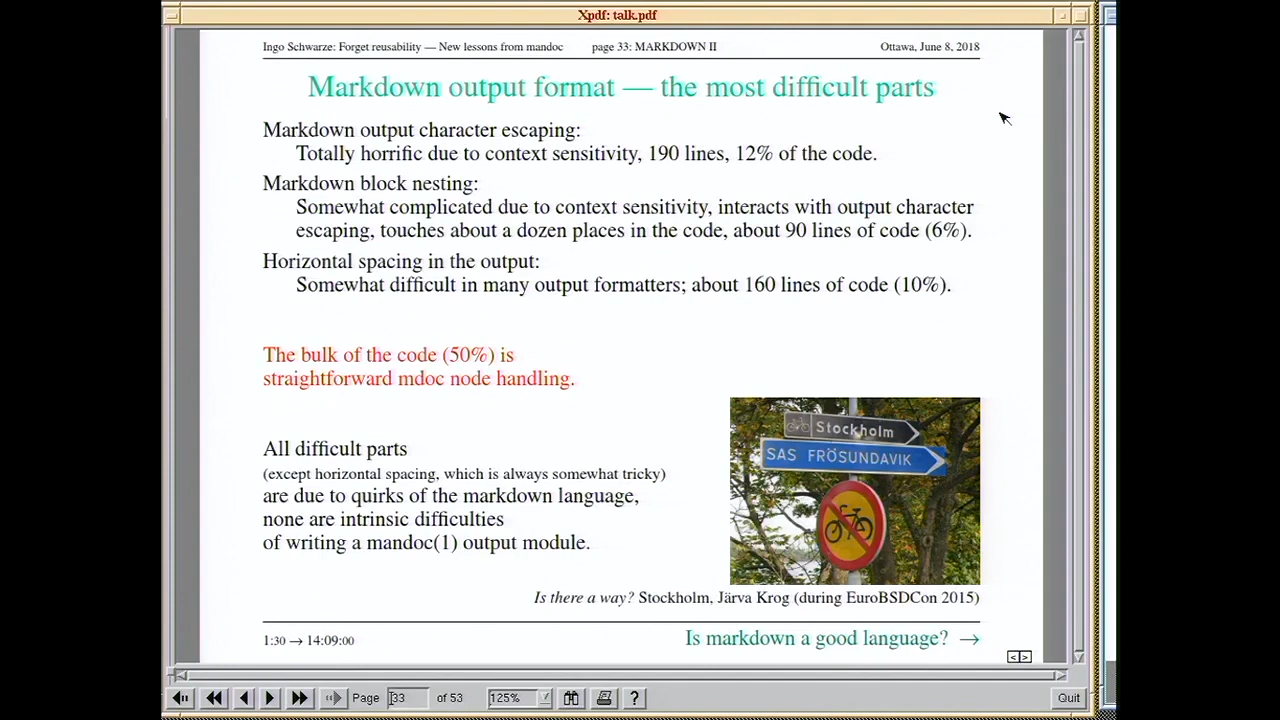 Xpdf: talk.pdf
Ingo Schwarze: Forget reusability — New lessons from mandoc page 33: MARKDOWN II Ottawa, June 8, 2018
Markdown output format — the most difficult parts
Markdown output character escaping:
Totally horrific due to context sensitivity, 190 lines, 12% of the code.
Markdown block nesting:
Somewhat complicated due to context sensitivity, interacts with output character
escaping, touches about a dozen places in the code, about 90 lines of code (6%).
Horizontal spacing in the output:
Somewhat difficult in many output formatters; about 160 lines of code (10%).
The bulk of the code (50%) is
straightforward mdoc node handling.
All difficult parts
(except horizontal spacing, which is always somewhat tricky)
are due to quirks of the markdown language,
none are intrinsic difficulties
of writing a mandoc(1) output module.
Stockholm
SAS FRÖSUNDAVIK
Is there a way? Stockholm, Järva Krog (during EuroBSDCon 2015)
1:30 → 14:09:00 Is markdown a good language? →
Page 33 of 53 125% ? Quit